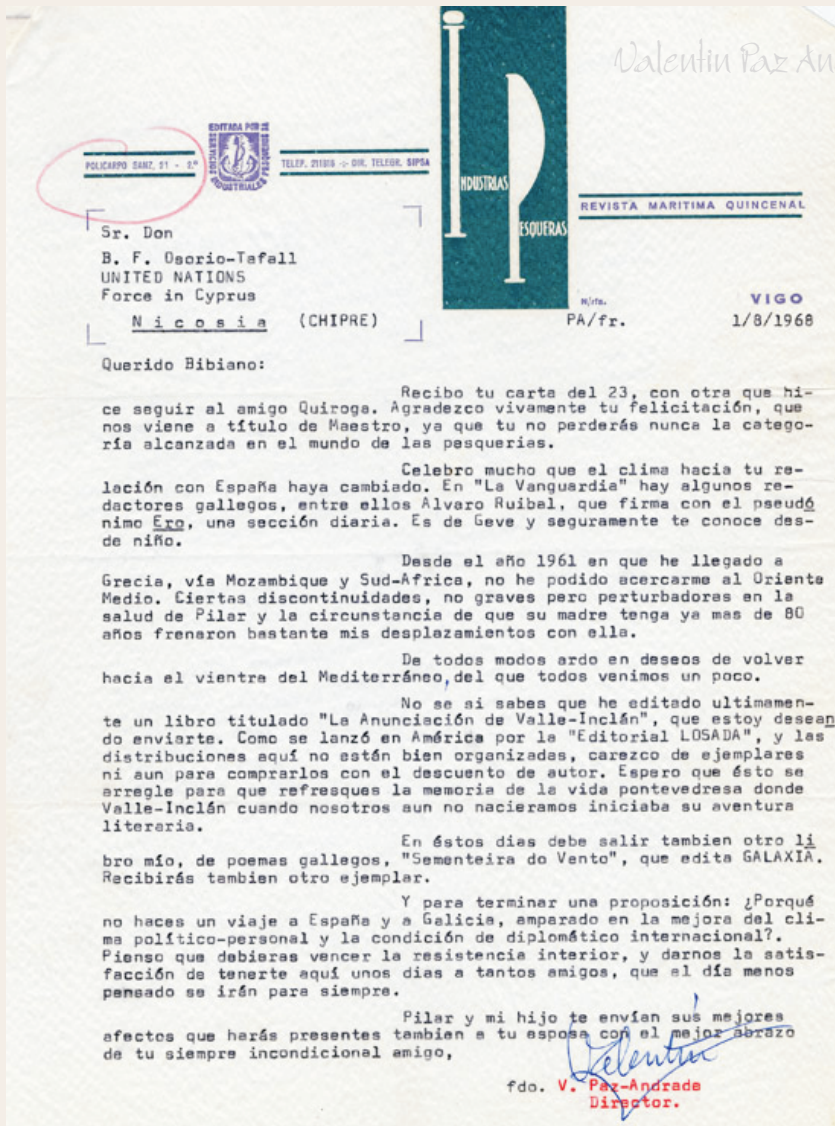 Valentin Paz An
EDITADA POR
SERVICIOS INDUSTRIALES PESQUEROS SA
POLICARPO SANZ, 21 - 2.º
TELEF. 211816 -:- DIR. TELEGR. SIPSA
INDUSTRIAS
PESQUERAS
REVISTA MARITIMA QUINCENAL
Sr. Don
B. F. Osorio-Tafall
UNITED NATIONS
Force in Cyprus
N i c o s i a (CHIPRE)
N/rfa.
VIGO
PA/fr. 1/8/1968
Querido Bibiano:
Recibo tu carta del 23, con otra que hi-
ce seguir al amigo Quiroga. Agradezco vivamente tu felicitación, que
nos viene a título de Maestro, ya que tu no perderás nunca la catego-
ría alcanzada en el mundo de las pesquerias.
Celebro mucho que el clima hacia tu re-
lación con España haya cambiado. En "La Vanguardia" hay algunos re-
dactores gallegos, entre ellos Alvaro Ruibal, que firma con el pseudó
nimo Ero, una sección diaria. Es de Geve y seguramente te conoce des-
de niño.
Desde el año 1961 en que he llegado a
Grecia, vía Mozambique y Sud-Africa, no he podido acercarme al Oriente
Medio. Ciertas discontinuidades, no graves pero perturbadoras en la
salud de Pilar y la circunstancia de que su madre tenga ya mas de 80
años frenaron bastante mis desplazamientos con ella.
De todos modos ardo en deseos de volver
hacia el vientre del Mediterráneo, del que todos venimos un poco.
No se si sabes que he editado ultimamen-
te un libro titulado "La Anunciación de Valle-Inclán", que estoy desean
do enviarte. Como se lanzó en América por la "Editorial LOSADA", y las
distribuciones aquí no están bien organizadas, carezco de ejemplares
ni aun para comprarlos con el descuento de autor. Espero que ésto se
arregle para que refresques la memoria de la vida pontevedresa donde
Valle-Inclán cuando nosotros aun no nacieramos iniciaba su aventura
literaria.
En éstos dias debe salir tambien otro li
bro mío, de poemas gallegos, "Sementeira do Vento", que edita GALAXIA.
Recibirás tambien otro ejemplar.
Y para terminar una proposición: ¿Porqué
no haces un viaje a España y a Galicia, amparado en la mejora del cli-
ma político-personal y la condición de diplomático internacional?.
Pienso que debieras vencer la resistencia interior, y darnos la satis-
facción de tenerte aquí unos dias a tantos amigos, que el día menos
pensado se irán para siempre.
Pilar y mi hijo te envían sus mejores
afectos que harás presentes tambien a tu esposa con el mejor abrazo
de tu siempre incondicional amigo,
Valentín
fdo. V. Paz-Andrade
Director.